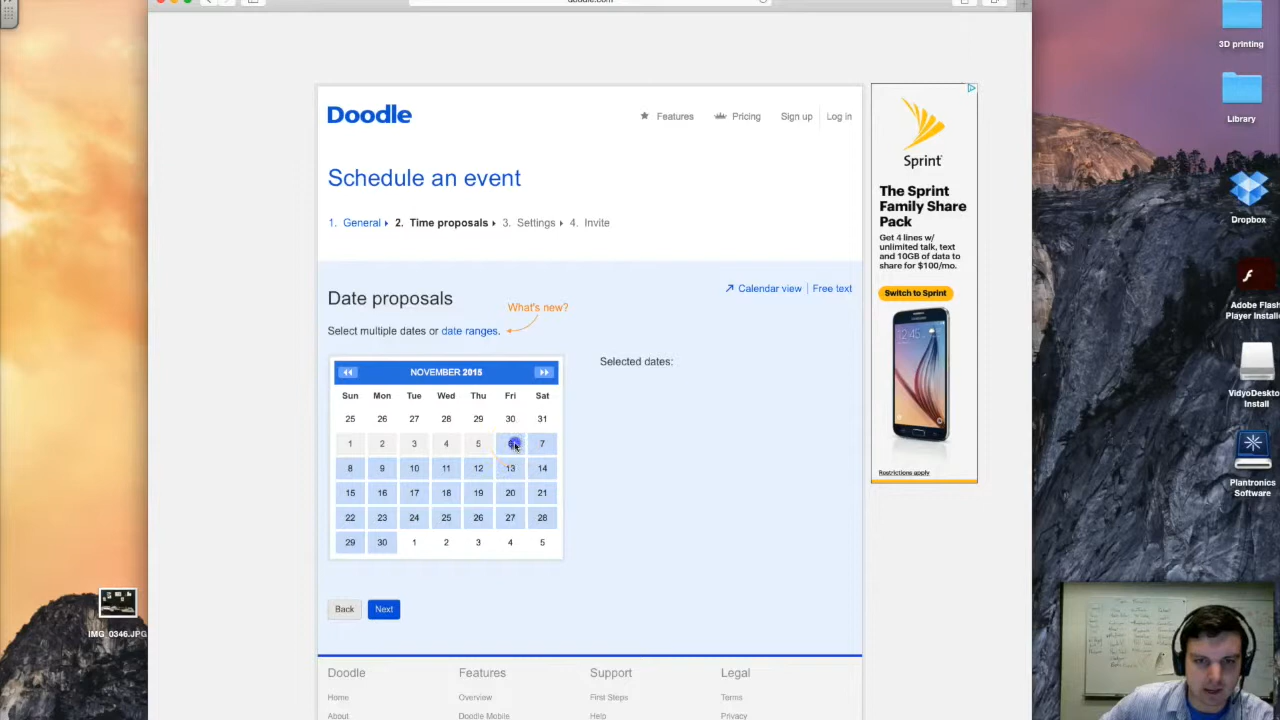 doodle.com
3D printing
Library
Dropbox
Adobe Flash
Player Installe
VidyoDeskto
Install
Plantronics
Software
IMG_0346.JPG
Doodle
Features
Pricing
Sign up
Log in
Schedule an event
1. General
2. Time proposals
3. Settings
4. Invite
Date proposals
What's new?
Calendar view
Free text
Select multiple dates or date ranges.
Selected dates:
NOVEMBER 2015
Sun Mon Tue Wed Thu Fri Sat
25 26 27 28 29 30 31
1 2 3 4 5 7
8 9 10 11 12 13 14
15 16 17 18 19 20 21
22 23 24 25 26 27 28
29 30 1 2 3 4 5
Back
Next
Doodle
Home
About
Features
Overview
Doodle Mobile
Support
First Steps
Help
Legal
Terms
Privacy
Sprint
The Sprint
Family Share
Pack
Get 4 lines w/
unlimited talk, text
and 10GB of data to
share for $100/mo.
Switch to Sprint
Restrictions apply